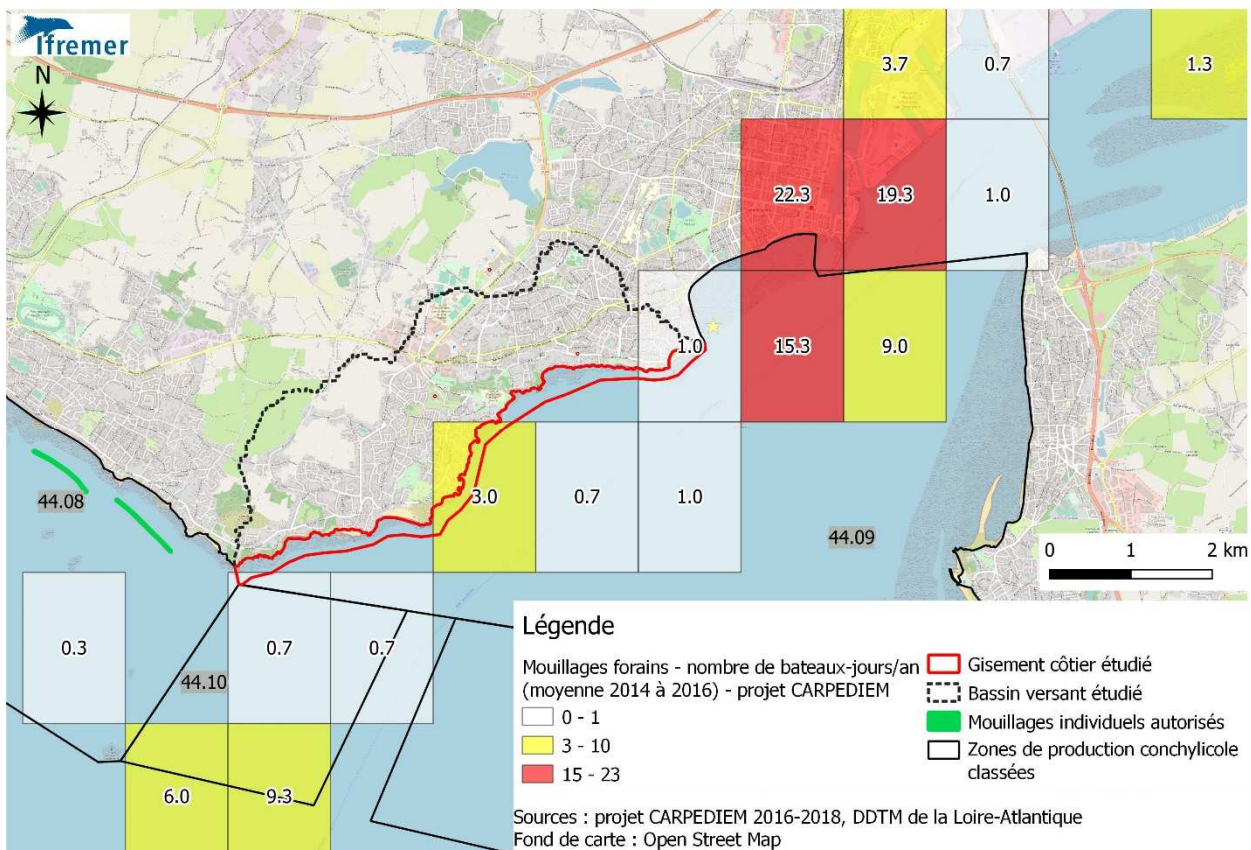 Ifremer
N
3.7
0.7
1.3
22.3
19.3
1.0
1.0
15.3
9.0
3.0
0.7
1.0
44.08
44.09
0 1 2 km
0.3
0.7
0.7
44.10
6.0
9.3
Légende
Mouillages forains - nombre de bateaux-jours/an
(moyenne 2014 à 2016) - projet CARPEDIEM
0 - 1
3 - 10
15 - 23
Gisement côtier étudié
Bassin versant étudié
Mouillages individuels autorisés
Zones de production conchylicole
classées
Sources : projet CARPEDIEM 2016-2018, DDTM de la Loire-Atlantique
Fond de carte : Open Street Map